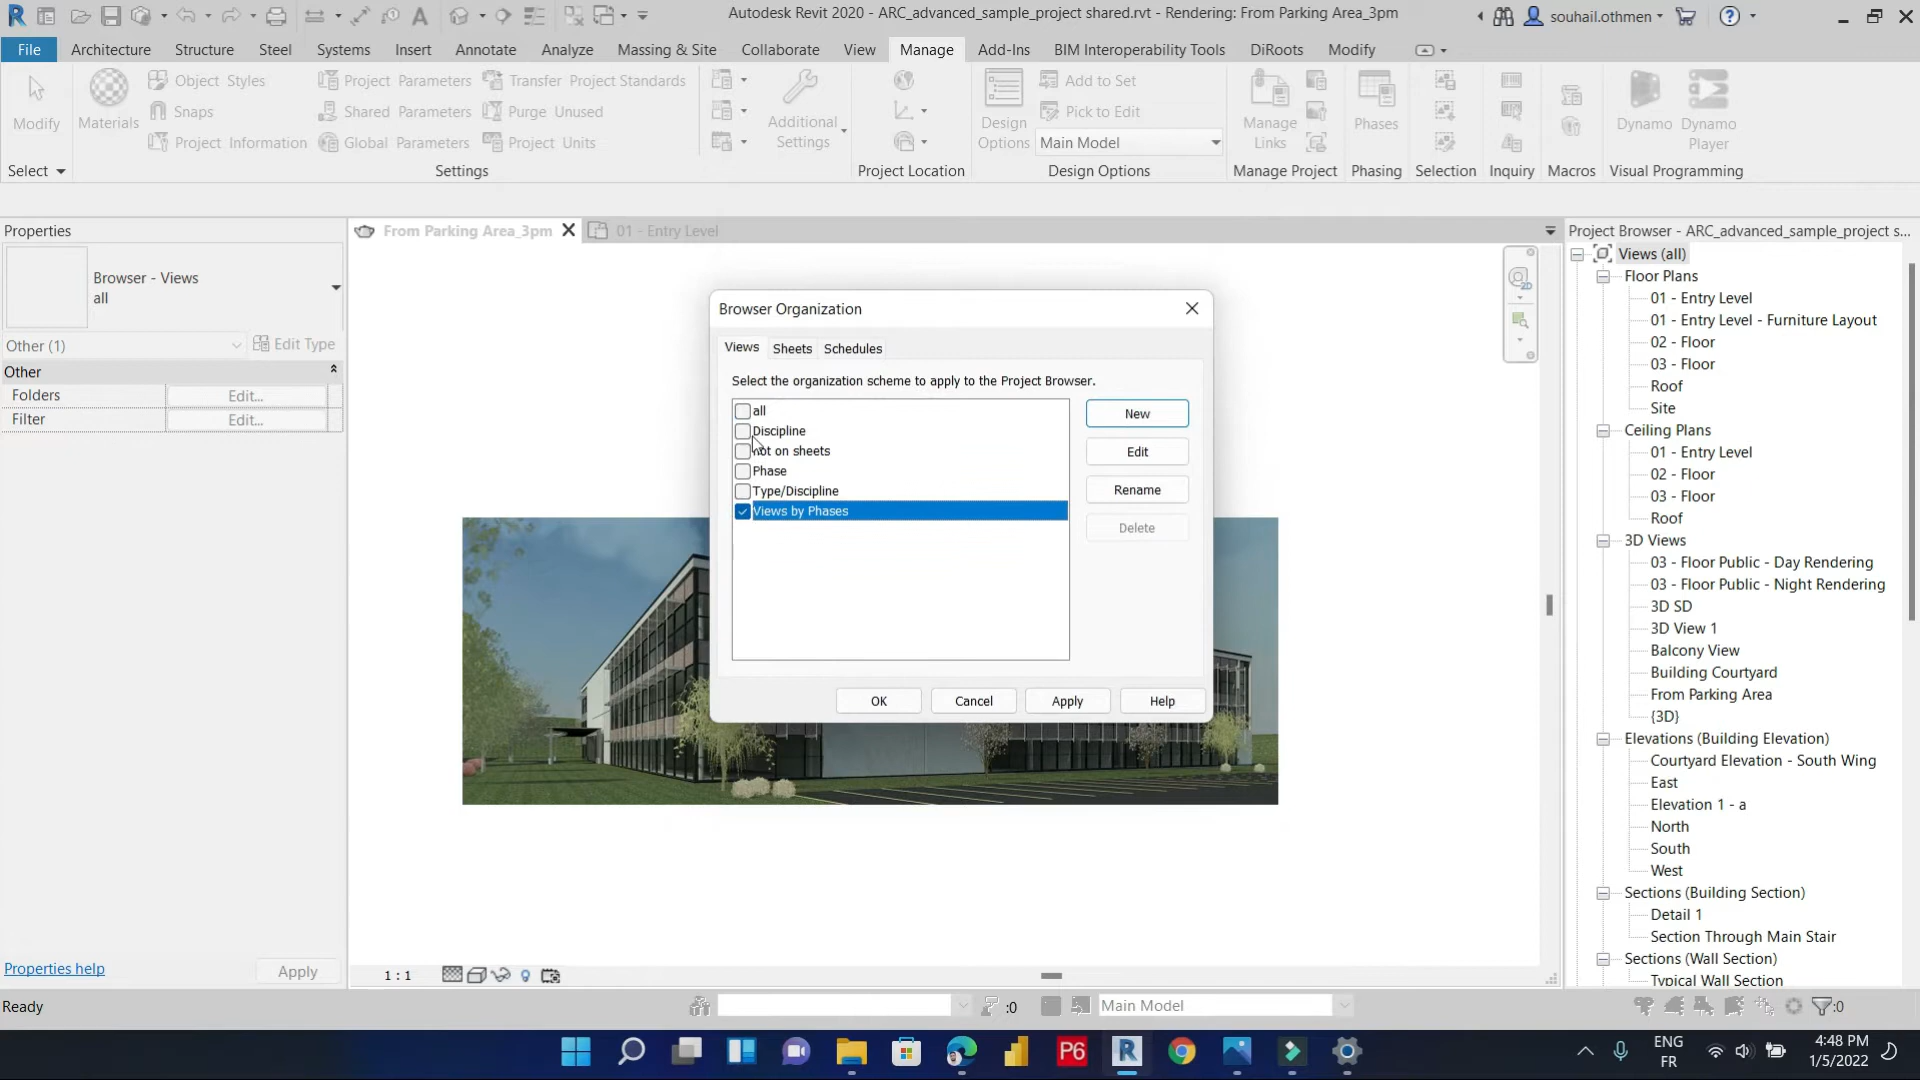 Autodesk Revit 2020 - ARC_advanced_sample_project shared.rvt - Rendering: From Parking Area_3pm
souhail.othmen
File Architecture Structure Steel Systems Insert Annotate Analyze Massing & Site Collaborate View Manage Add-Ins BIM Interoperability Tools DiRoots Modify
Modify
Materials
Object Styles
Snaps
Project Information
Project Parameters
Shared Parameters
Global Parameters
Transfer Project Standards
Purge Unused
Project Units
Additional Settings
Design Options
Add to Set
Pick to Edit
Main Model
Manage Links
Phases
Dynamo
Dynamo Player
Select Settings Project Location Design Options Manage Project Phasing Selection Inquiry Macros Visual Programming
Properties
Browser - Views
all
Other (1)
Edit Type
Other
Folders Edit...
Filter Edit...
Properties help
Apply
From Parking Area_3pm
01 - Entry Level
Browser Organization
Views Sheets Schedules
Select the organization scheme to apply to the Project Browser.
all
Discipline
not on sheets
Phase
Type/Discipline
Views by Phases
New
Edit
Rename
Delete
OK Cancel Apply Help
2D
1 : 1
Project Browser - ARC_advanced_sample_project s...
Views (all)
Floor Plans
01 - Entry Level
01 - Entry Level - Furniture Layout
02 - Floor
03 - Floor
Roof
Site
Ceiling Plans
01 - Entry Level
02 - Floor
03 - Floor
Roof
3D Views
03 - Floor Public - Day Rendering
03 - Floor Public - Night Rendering
3D SD
3D View 1
Balcony View
Building Courtyard
From Parking Area
{3D}
Elevations (Building Elevation)
Courtyard Elevation - South Wing
East
Elevation 1 - a
North
South
West
Sections (Building Section)
Detail 1
Section Through Main Stair
Sections (Wall Section)
Typical Wall Section
Ready
:0
Main Model
:0
P6
R
ENG
FR
4:48 PM
1/5/2022